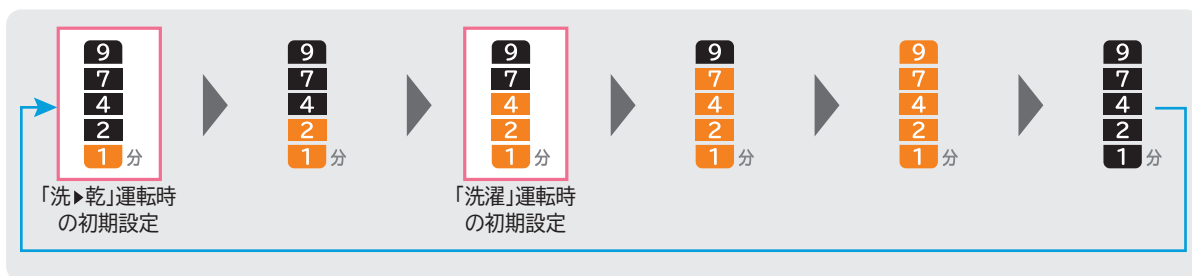 9 9 9 9 9 9
7 7 7 7 7 7
4 4 4 4 4 4
2 2 2 2 2 2
1分 1分 1分 1分 1分 1分
「洗▶乾」運転時 「洗濯」運転時
の初期設定 の初期設定